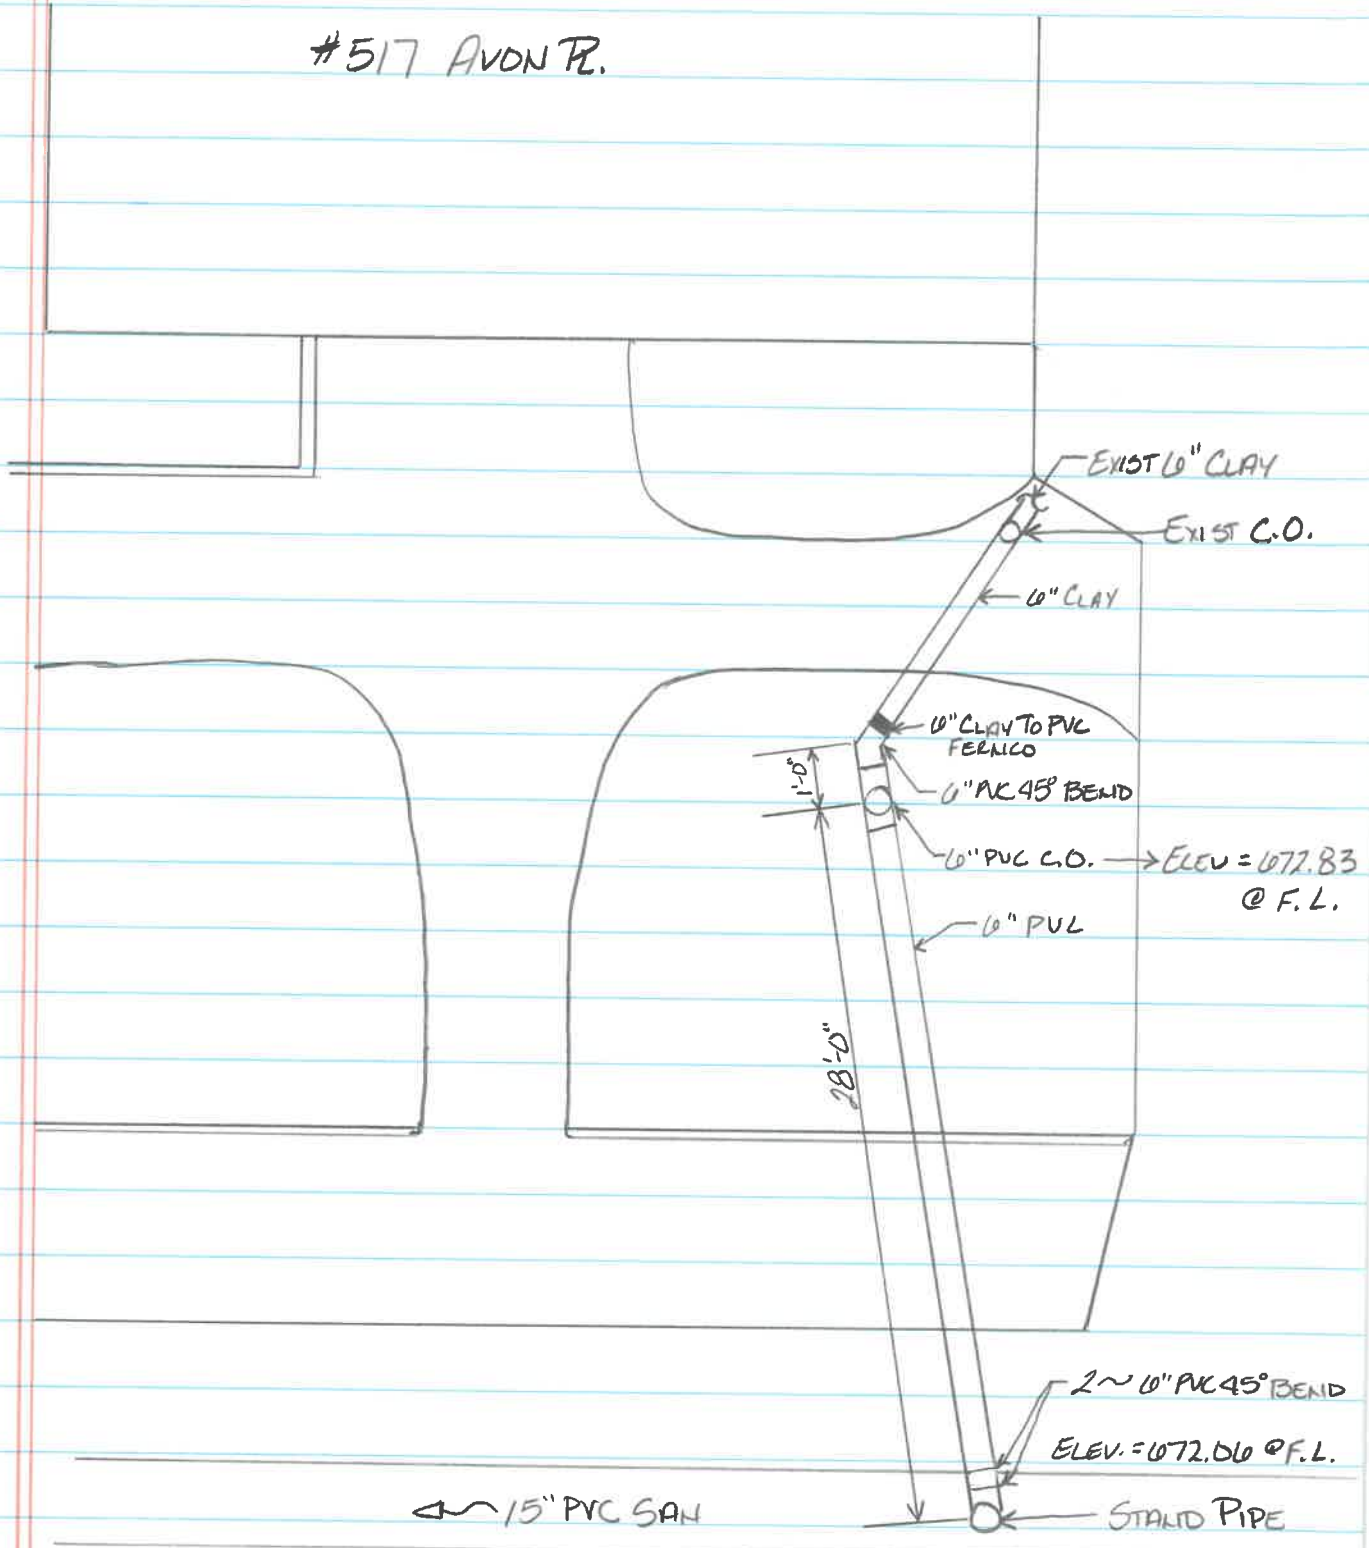 #517 AVON PL.
EXIST 6" CLAY
EXIST C.O.
6" CLAY
6" CLAY TO PVC
FERNCO
1'-0"
6" PVC 45° BEND
6" PVC C.O. → ELEV = 672.83
@ F.L.
6" PVC
28'-0"
2~ 6" PVC 45° BEND
ELEV. = 672.06 @ F.L.
15" PVC SAN
STAND PIPE